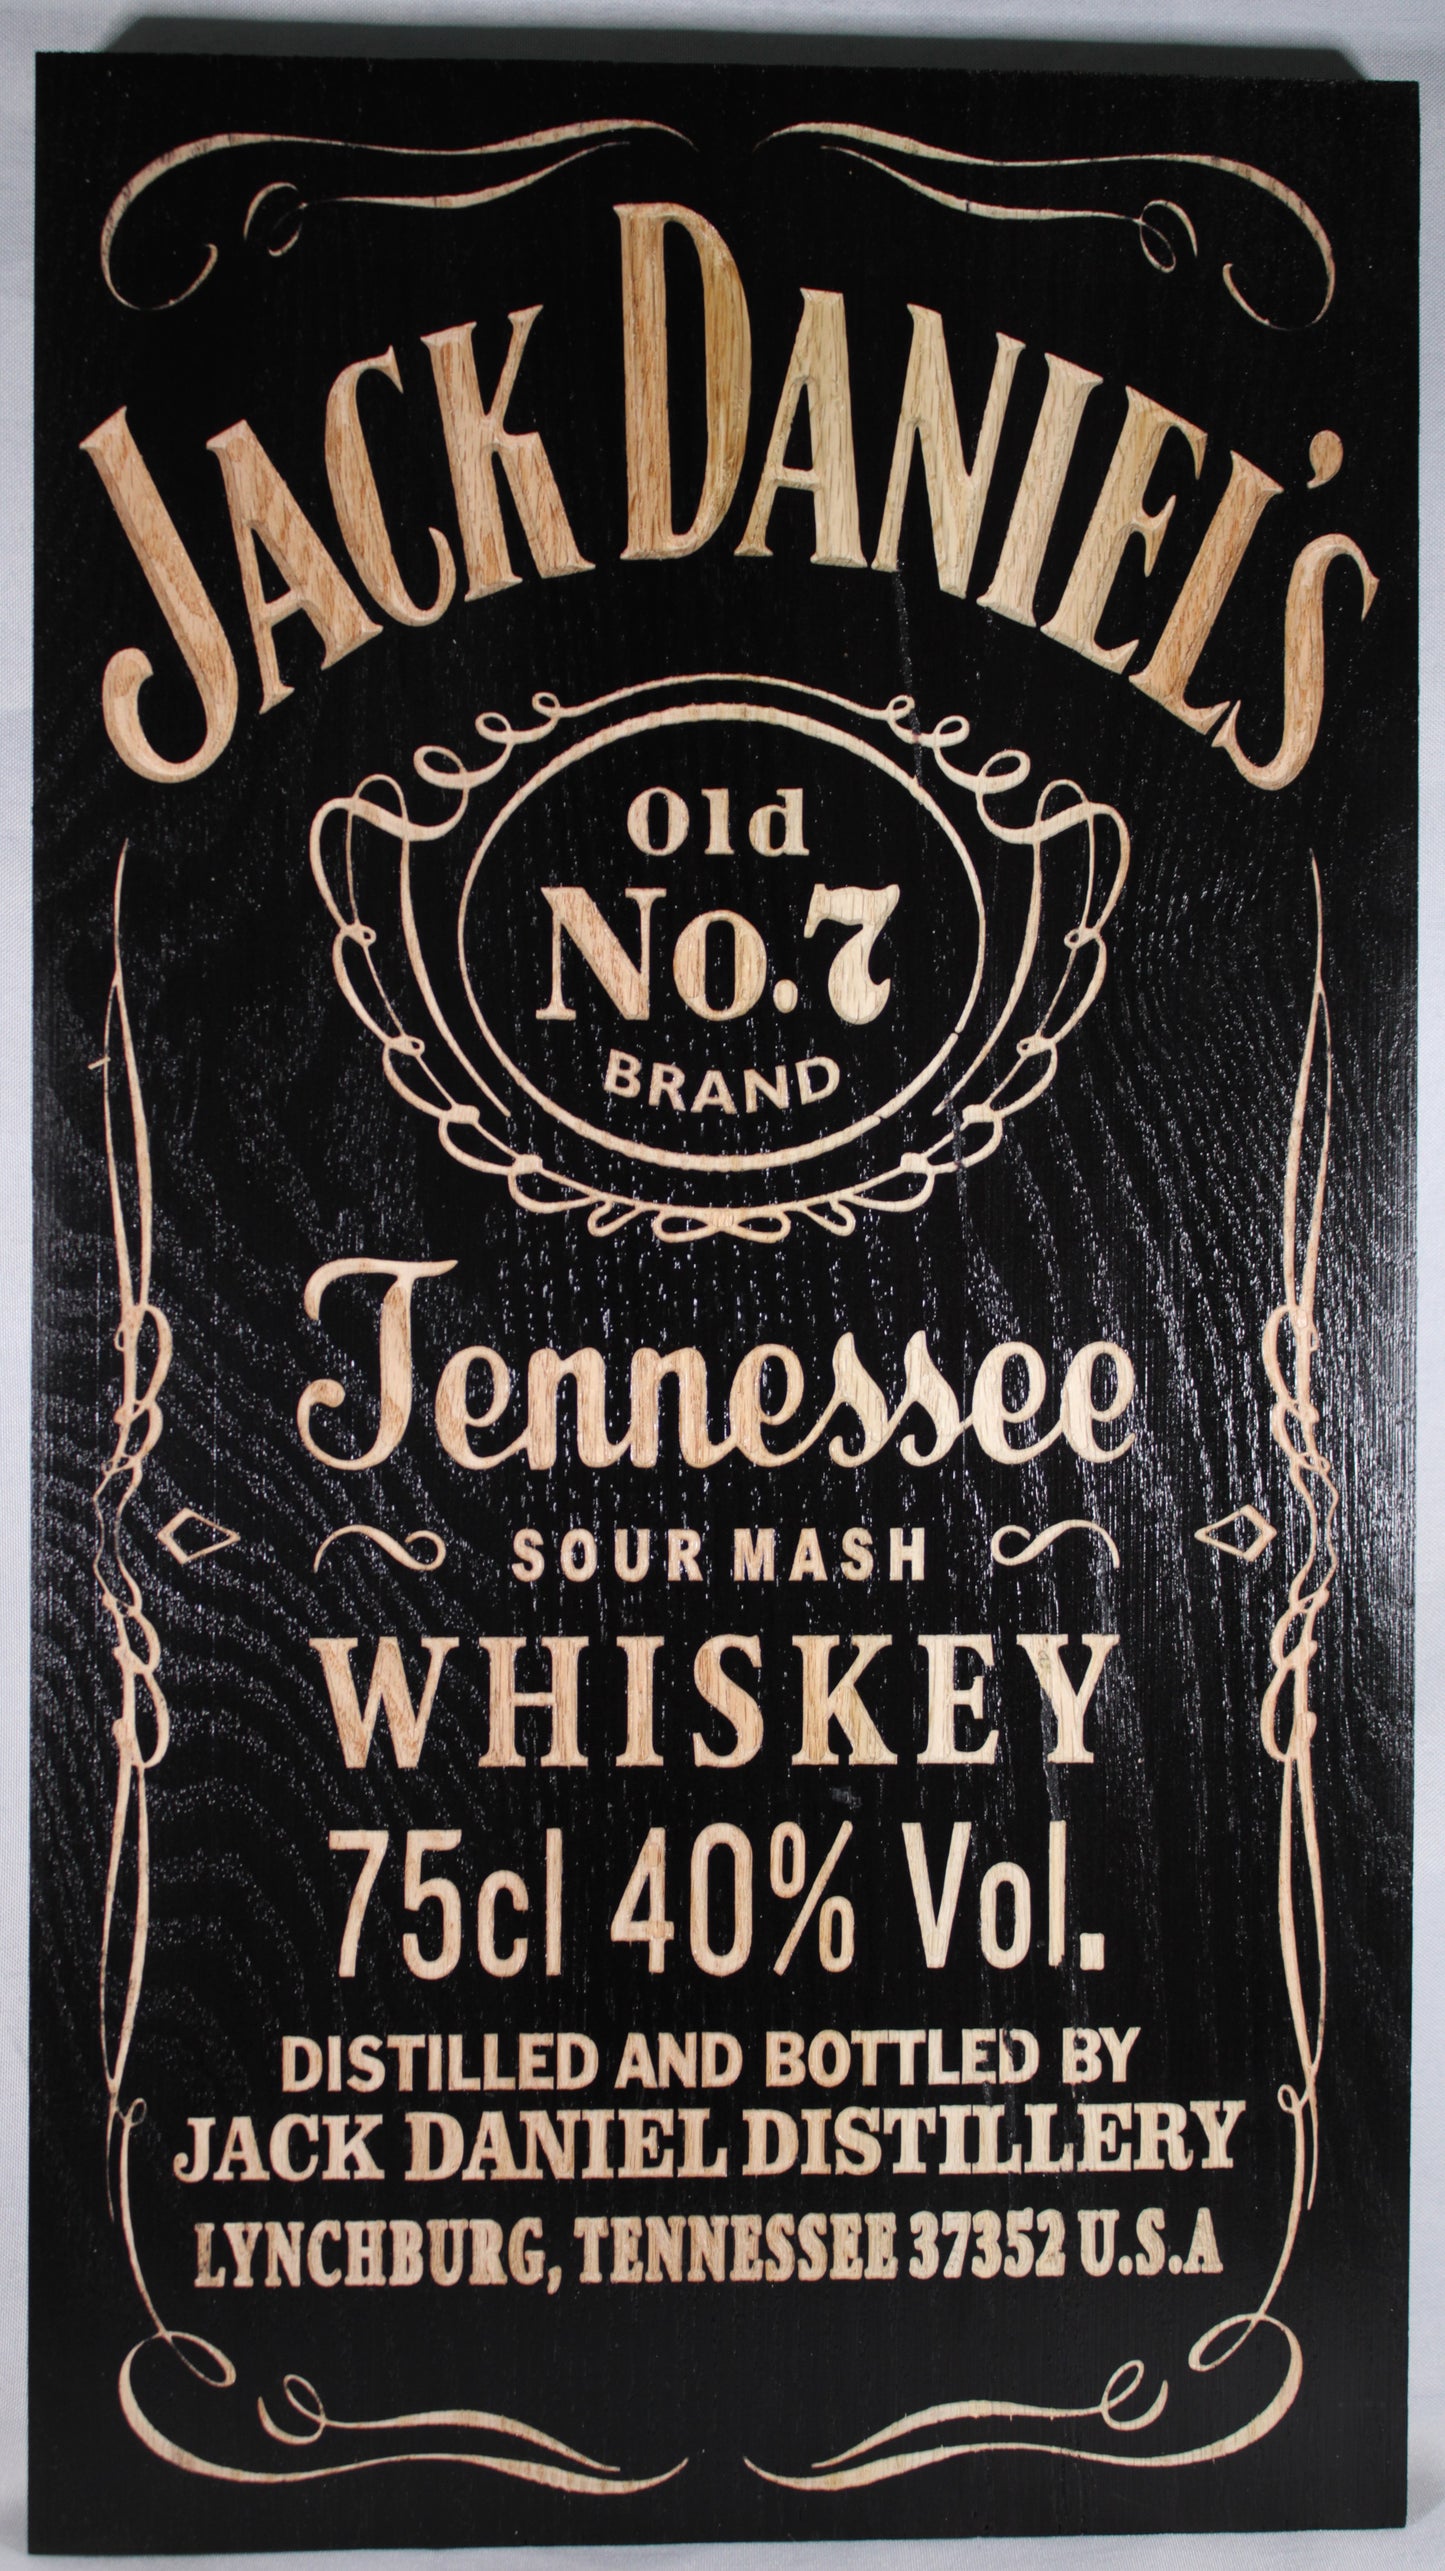 JACK DANIEL'S
Old
No.7
BRAND
Tennessee
SOUR MASH
WHISKEY
75cl 40% Vol.
DISTILLED AND BOTTLED BY
JACK DANIEL DISTILLERY
LYNCHBURG, TENNESSEE 37352 U.S.A